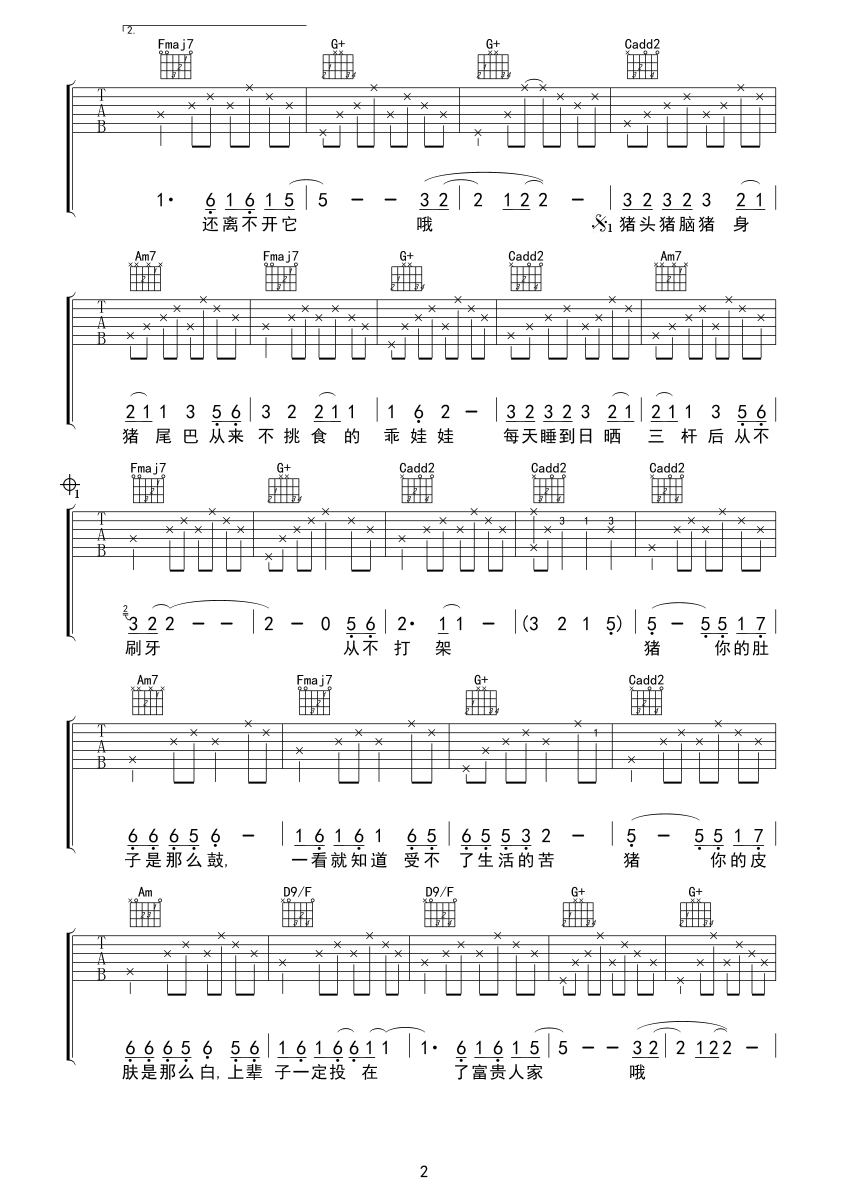 2.
Fmaj7 G+ G+ Cadd2
T A B
1· 6 1 6 1 5 | 5 - - 3 2 | 2 1 2 2 - | 3 2 3 2 3 2 1
还离不开它 哦 猪头猪脑猪 身
Am7 Fmaj7 G+ Cadd2 Am7
T A B
2 1 1 3 5 6 | 3 2 2 1 1 | 1 6 2 - | 3 2 3 2 3 2 1 | 2 1 1 3 5 6
猪 尾巴从来 不挑食的 乖娃娃 每天睡到日晒 三杆后从不
Fmaj7 G+ Cadd2 Cadd2 Cadd2
1
T A B
3 1 3
2 3 2 2 - - | 2 - 0 5 6 | 2· 1 1 - | (3 2 1 5) | 5 - 5 5 1 7
刷牙 从不 打架 猪 你的肚
Am7 Fmaj7 G+ Cadd2
T A B
1
6 6 6 5 6 - | 1 6 1 6 1 6 5 | 6 5 5 3 2 - | 5 - 5 5 1 7
子是那么鼓, 一看就知道 受不 了生活的苦 猪 你的皮
Am D9/F D9/F G+ G+
T A B
6 6 6 5 6 5 6 | 1 6 1 6 6 1 1 | 1· 6 1 6 1 5 | 5 - - 3 2 | 2 1 2 2 -
肤是那么白, 上辈 子一定投 在 了富贵人家 哦
2